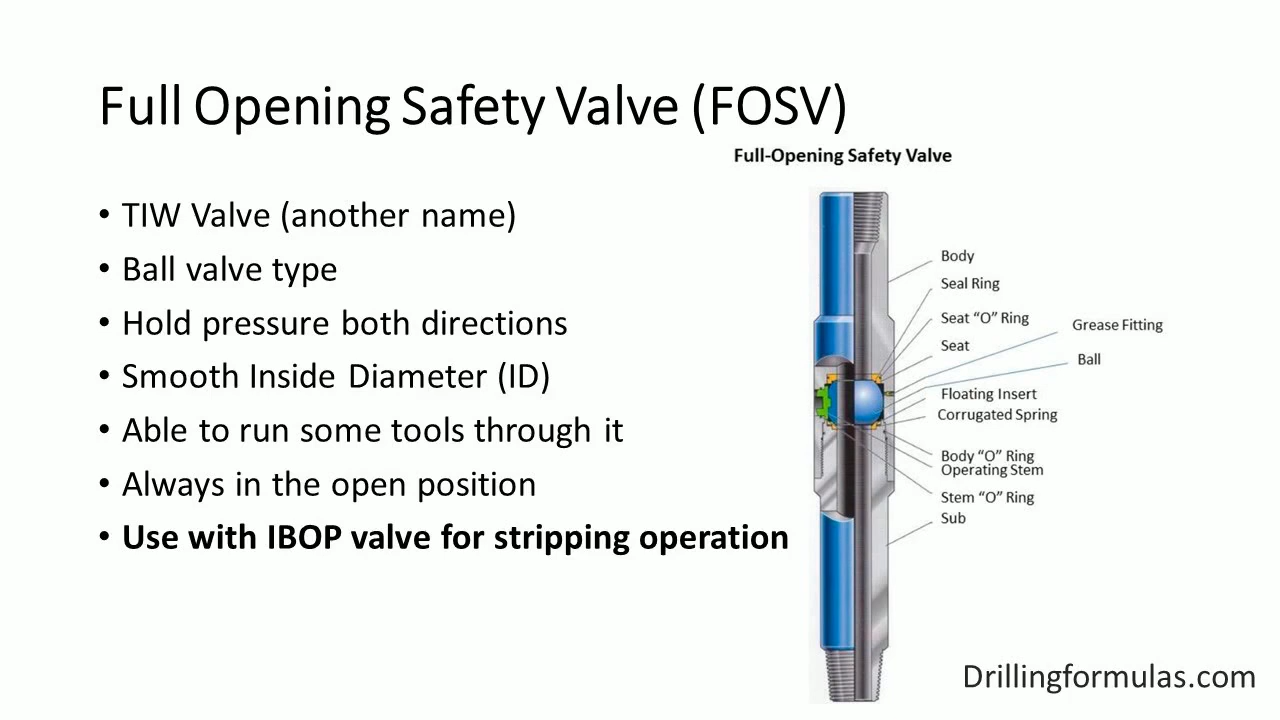 Full Opening Safety Valve (FOSV)
Full-Opening Safety Valve
• TIW Valve (another name)
• Ball valve type
• Hold pressure both directions
• Smooth Inside Diameter (ID)
• Able to run some tools through it
• Always in the open position
• Use with IBOP valve for stripping operation
Body
Seal Ring
Seat “O” Ring
Grease Fitting
Seat
Ball
Floating Insert
Corrugated Spring
Body “O” Ring
Operating Stem
Stem “O” Ring
Sub
Drillingformulas.com